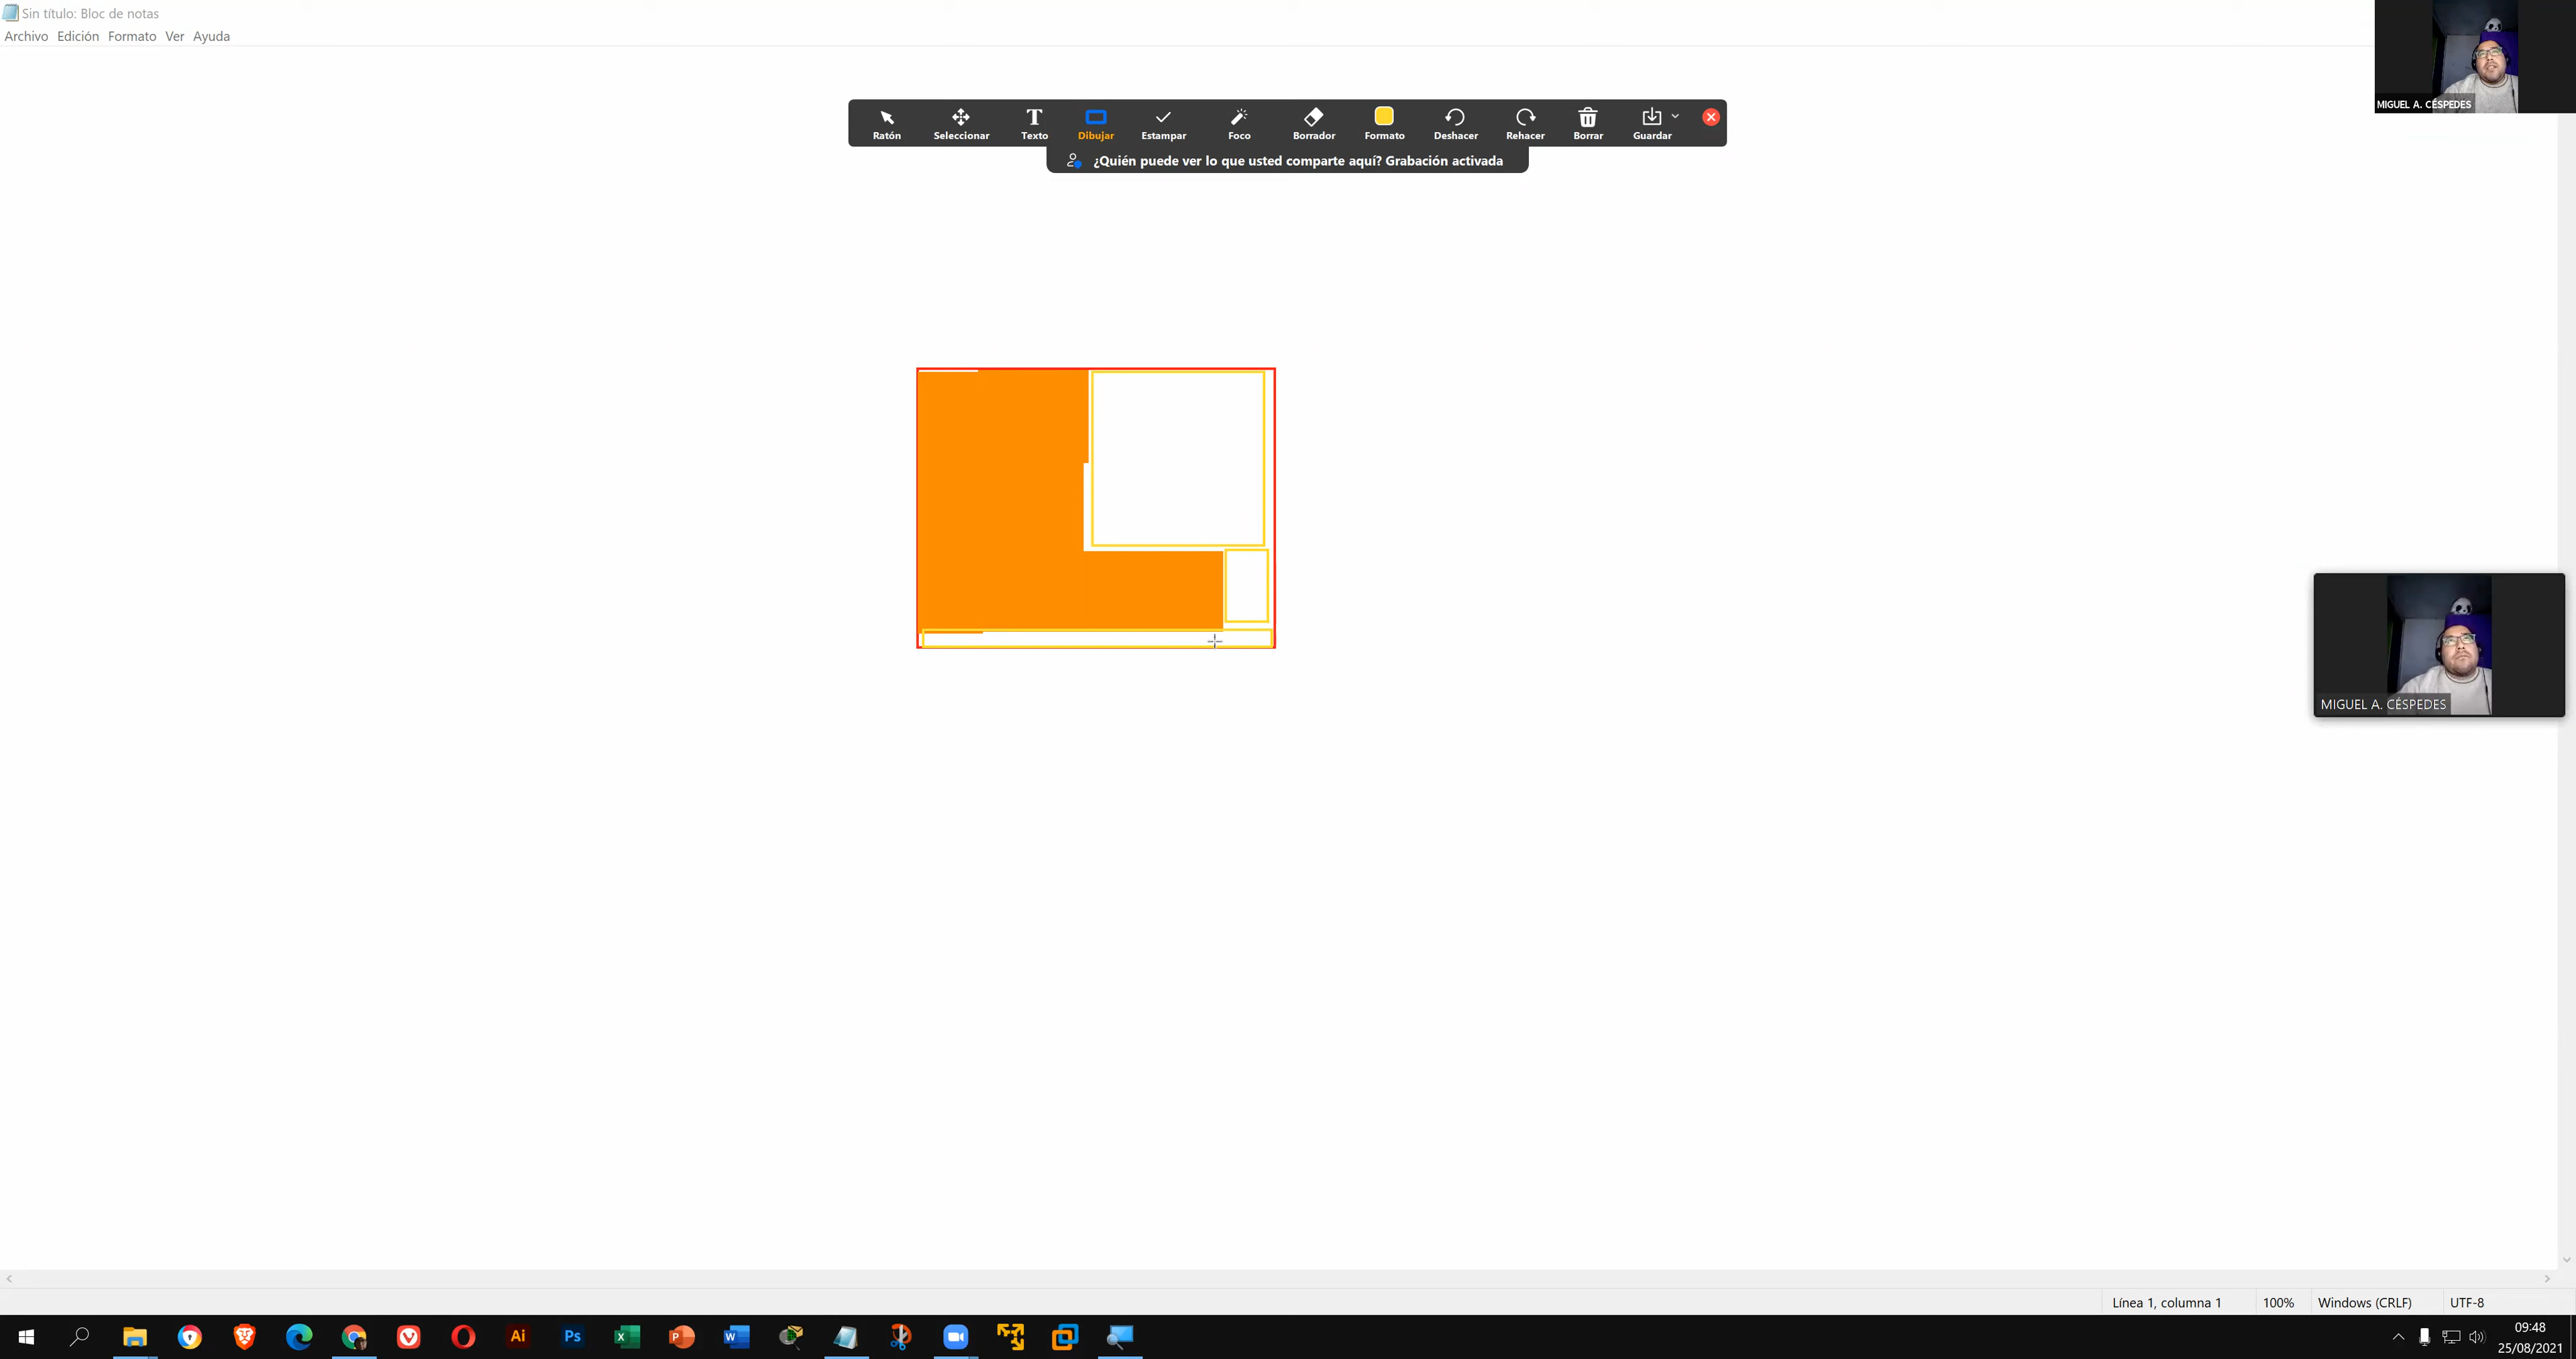 Sin título: Bloc de notas
Archivo Edición Formato Ver Ayuda
MIGUEL A. CÉSPEDES
Ratón Seleccionar Texto Dibujar Estampar Foco Borrador Formato Deshacer Rehacer Borrar Guardar
¿Quién puede ver lo que usted comparte aquí? Grabación activada
MIGUEL A. CÉSPEDES
Línea 1, columna 1 100% Windows (CRLF) UTF-8
Ai Ps X P W
09:48
25/08/2021